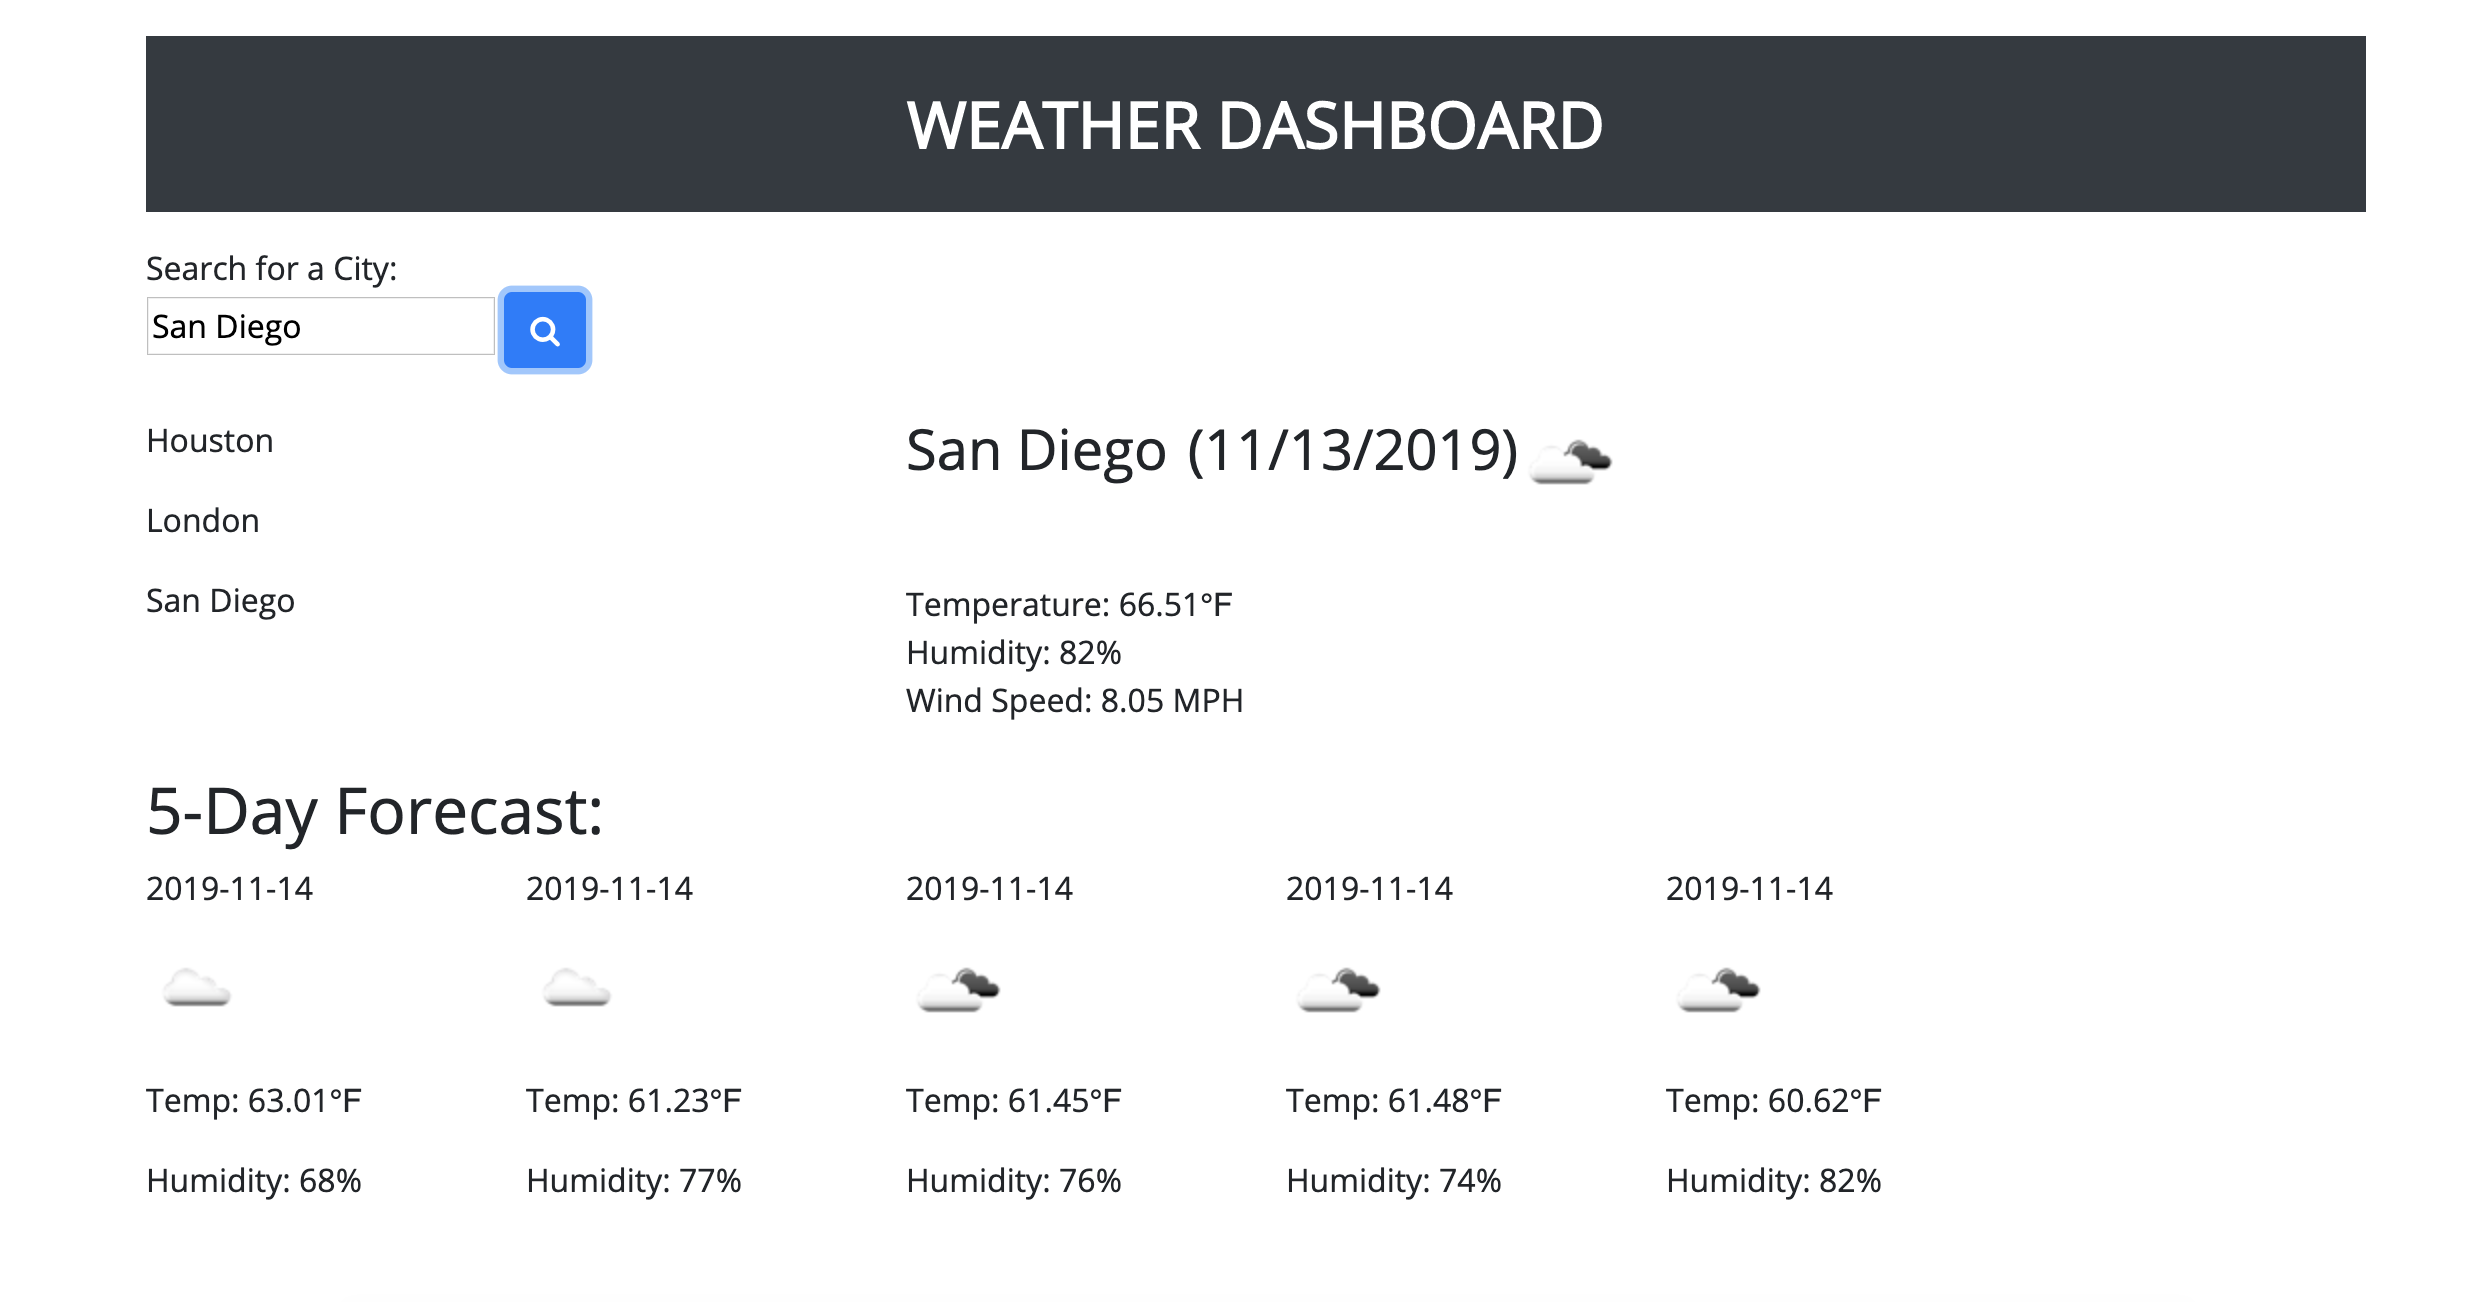 WEATHER DASHBOARD
Search for a City:
San Diego
Houston
London
San Diego
San Diego (11/13/2019)
Temperature: 66.51°F
Humidity: 82%
Wind Speed: 8.05 MPH
5-Day Forecast:
2019-11-14 2019-11-14 2019-11-14 2019-11-14 2019-11-14
Temp: 63.01°F Temp: 61.23°F Temp: 61.45°F Temp: 61.48°F Temp: 60.62°F
Humidity: 68% Humidity: 77% Humidity: 76% Humidity: 74% Humidity: 82%